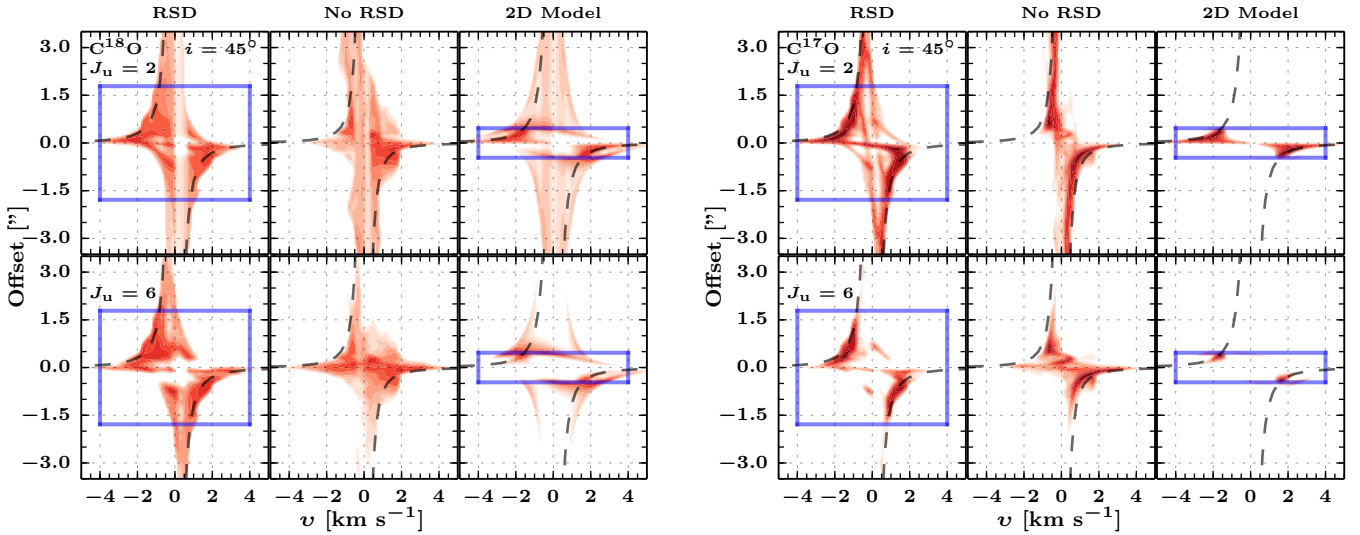 RSD No RSD 2D Model RSD No RSD 2D Model
C¹⁸O i = 45° C¹⁷O i = 45°
J_u = 2 J_u = 2
3.0 3.0
1.5 1.5
0.0 0.0
−1.5 −1.5
−3.0 −3.0
Offset ["] Offset ["]
J_u = 6 J_u = 6
3.0 3.0
1.5 1.5
0.0 0.0
−1.5 −1.5
−3.0 −3.0
−4 −2 0 2 4 −4 −2 0 2 4 −4 −2 0 2 4 −4 −2 0 2 4 −4 −2 0 2 4 −4 −2 0 2 4
υ [km s⁻¹] υ [km s⁻¹]